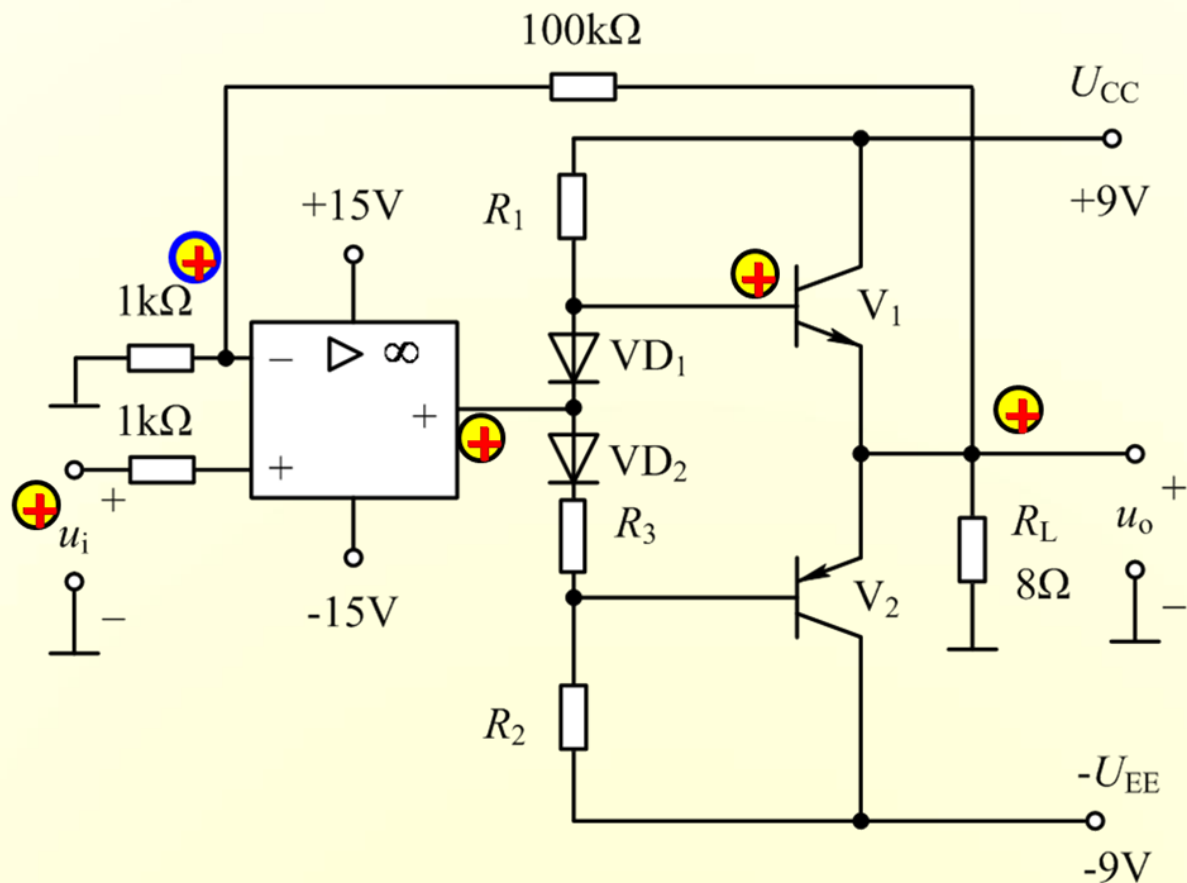 100kΩ
U_CC
+9V
+15V
R_1
1kΩ
V_1
− ▷ ∞
VD_1
+
1kΩ
+
VD_2
+
+
u_i
R_3
R_L
u_o
8Ω
V_2
-15V
−
−
R_2
-U_EE
-9V